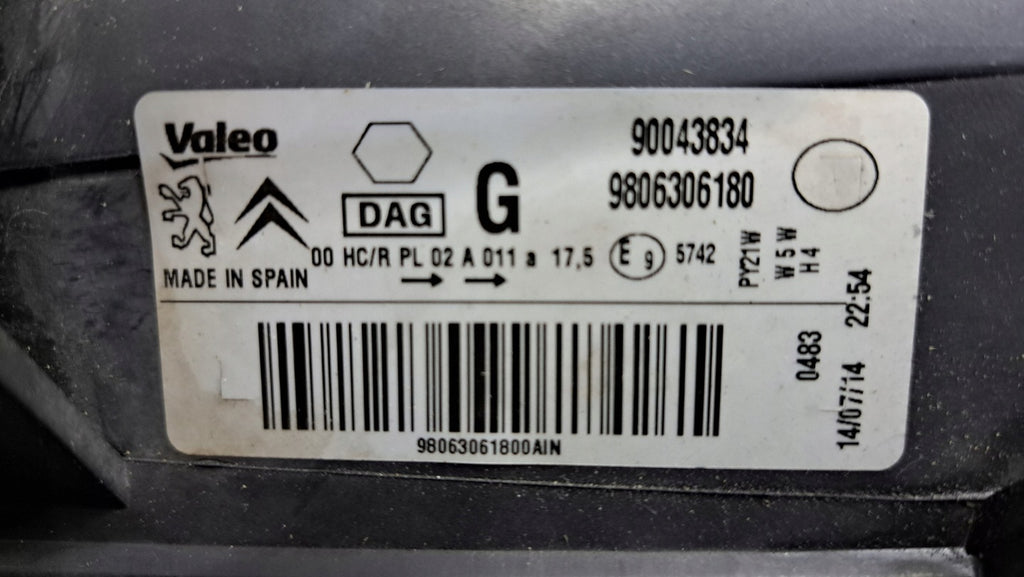 Valeo
DAG
G
90043834
9806306180
00 HC/R PL 02 A 011 a 17,5
E 9
5742
PY21W
W5W
H4
MADE IN SPAIN
0483
14/07/14 22:54
98063061800AIN